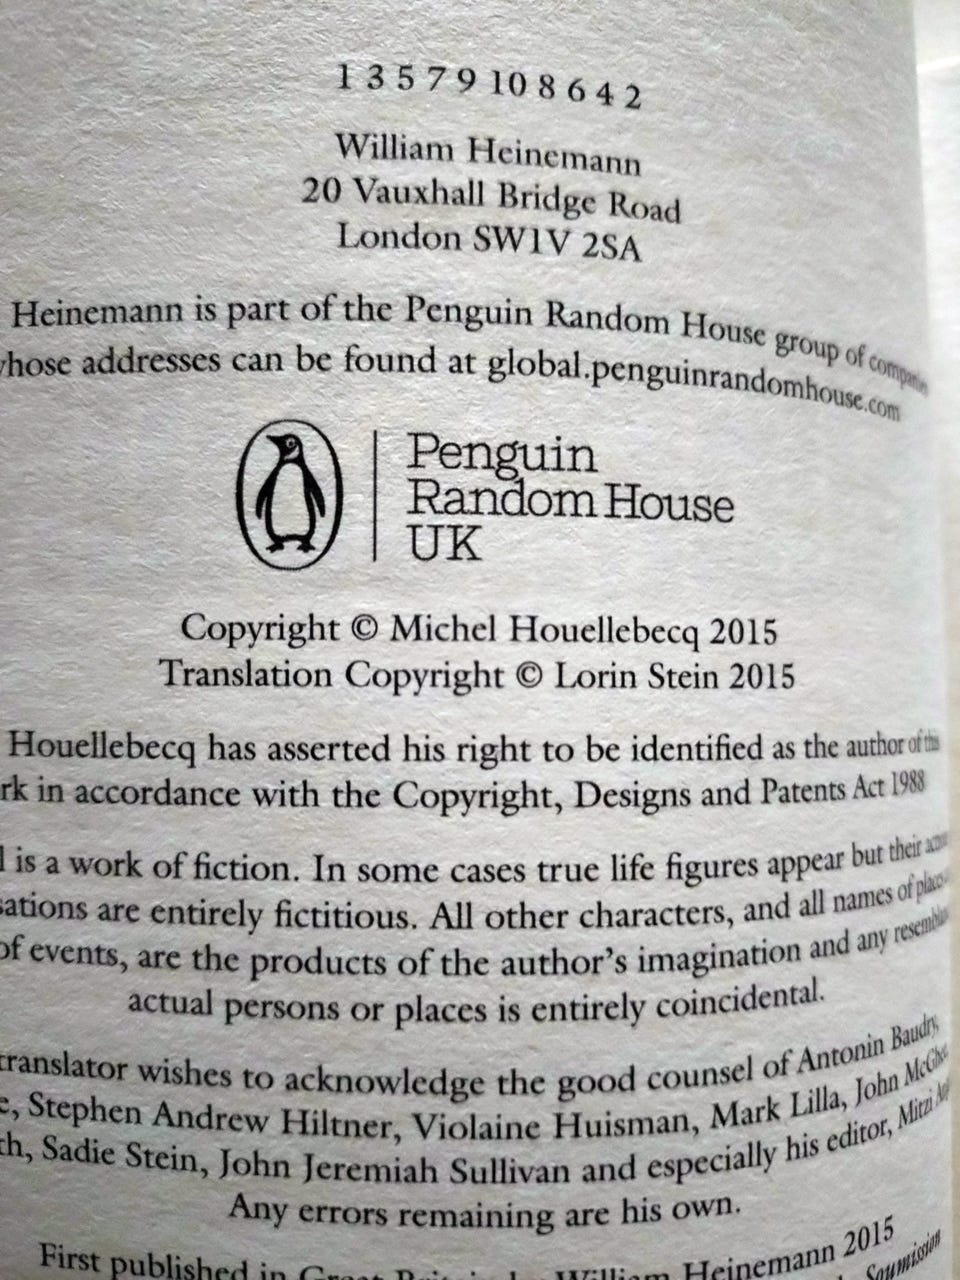 1 3 5 7 9 10 8 6 4 2
William Heinemann
20 Vauxhall Bridge Road
London SW1V 2SA
Heinemann is part of the Penguin Random House group of companies
whose addresses can be found at global.penguinrandomhouse.com
Penguin
Random House
UK
Copyright © Michel Houellebecq 2015
Translation Copyright © Lorin Stein 2015
Houellebecq has asserted his right to be identified as the author of this
rk in accordance with the Copyright, Designs and Patents Act 1988
l is a work of fiction. In some cases true life figures appear but their
sations are entirely fictitious. All other characters, and all names of
of events, are the products of the author's imagination and any
actual persons or places is entirely coincidental.
translator wishes to acknowledge the good counsel of Antonin Baudry,
e, Stephen Andrew Hiltner, Violaine Huisman, Mark Lilla, John
th, Sadie Stein, John Jeremiah Sullivan and especially his editor, Mitzi
Any errors remaining are his own.
First published in Great Britain by William Heinemann 2015
Soumission